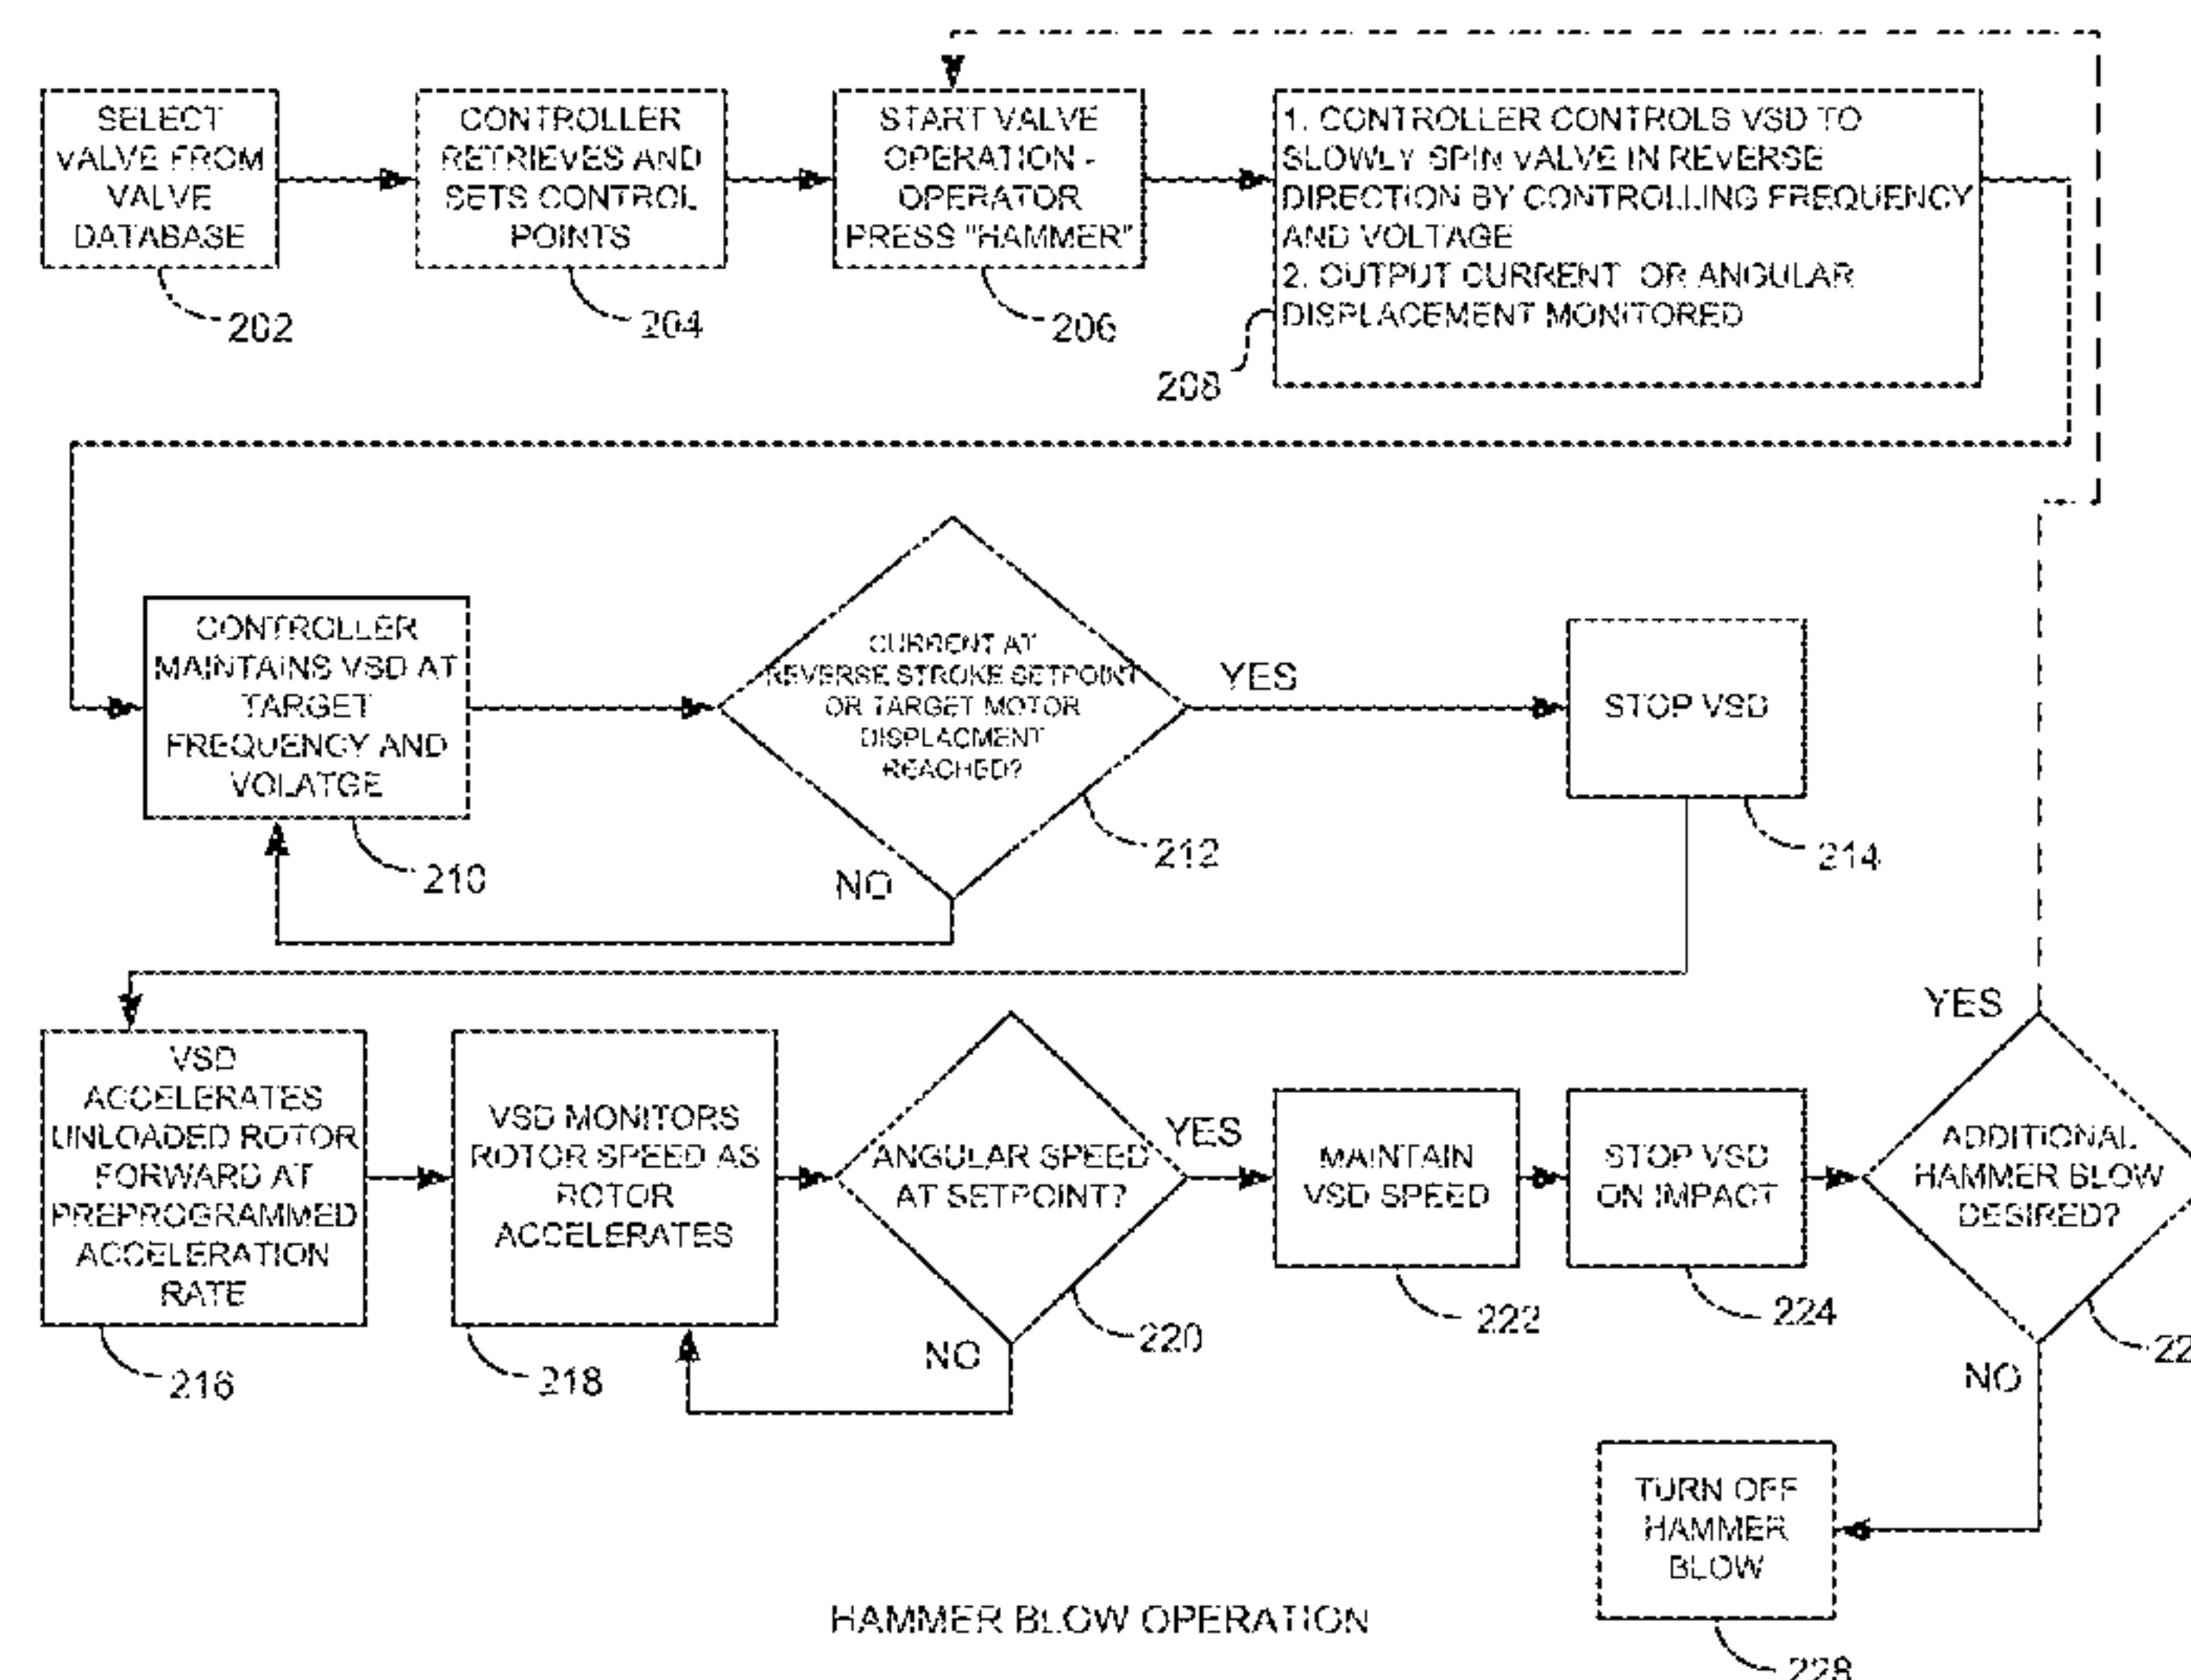 SELECT
VALVE FROM
VALVE
DATABASE
202
CONTROLLER
RETRIEVES AND
SETS CONTROL
POINTS
204
START VALVE
OPERATION -
OPERATOR
PRESS "HAMMER"
206
1. CONTROLLER CONTROLS VSD TO
SLOWLY SPIN VALVE IN REVERSE
DIRECTION BY CONTROLLING FREQUENCY
AND VOLTAGE
2. OUTPUT CURRENT OR ANGULAR
DISPLACEMENT MONITORED
208
CONTROLLER
MAINTAINS VSD AT
TARGET
FREQUENCY AND
VOLATGE
210
CURRENT AT
REVERSE STROKE SETPOINT
OR TARGET MOTOR
DISPLACMENT
REACHED?
212
YES
NO
STOP VSD
214
VSD
ACCELERATES
UNLOADED ROTOR
FORWARD AT
PREPROGRAMMED
ACCELERATION
RATE
216
VSD MONITORS
ROTOR SPEED AS
ROTOR
ACCELERATES
218
ANGULAR SPEED
AT SETPOINT?
220
YES
NO
MAINTAIN
VSD SPEED
222
STOP VSD
ON IMPACT
224
YES
ADDITIONAL
HAMMER BLOW
DESIRED?
22
NO
TURN OFF
HAMMER
BLOW
228
HAMMER BLOW OPERATION